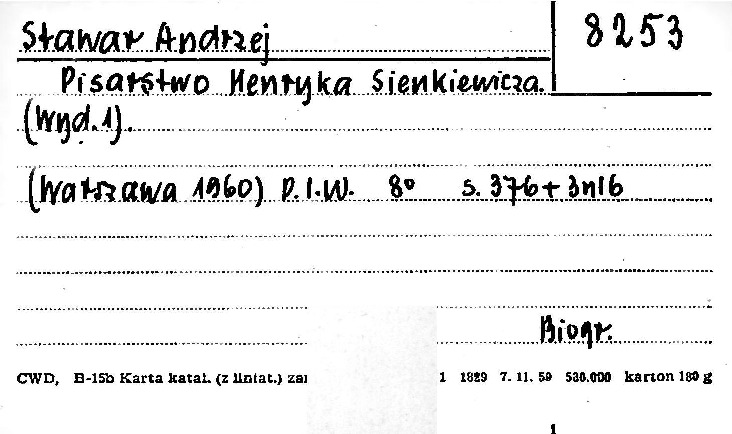 Stawar Andrzej
8253
Pisarstwo Henryka Sienkiewicza.
(Wyd. 1).
(Warszawa 1960) P.I.W. 8° s. 376+3nlb
Biogr.
CWD, B-15b Karta katal. (z liniat.) zai 1 1829 7. 11. 59 530.000 karton 180 g
1